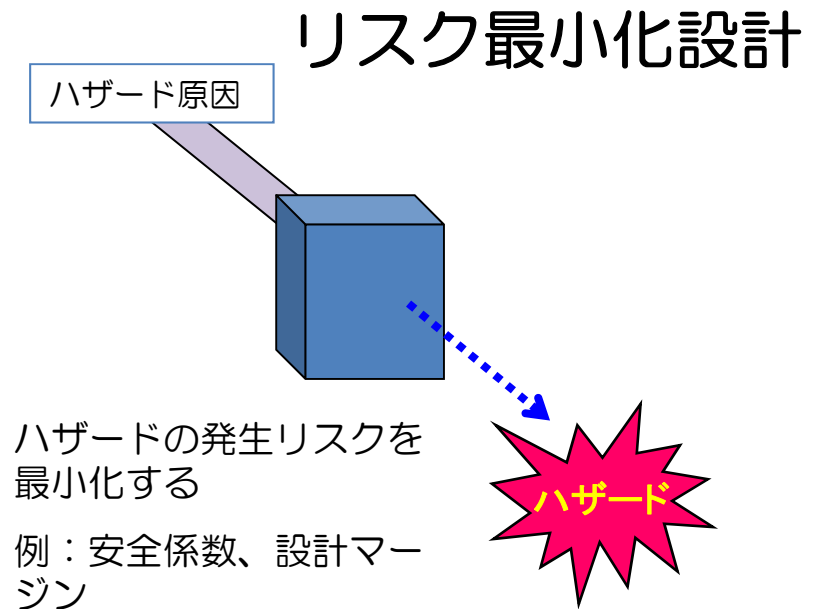 リスク最小化設計
ハザード原因
ハザードの発生リスクを
最小化する
ハザード
例：安全係数、設計マー
ジン